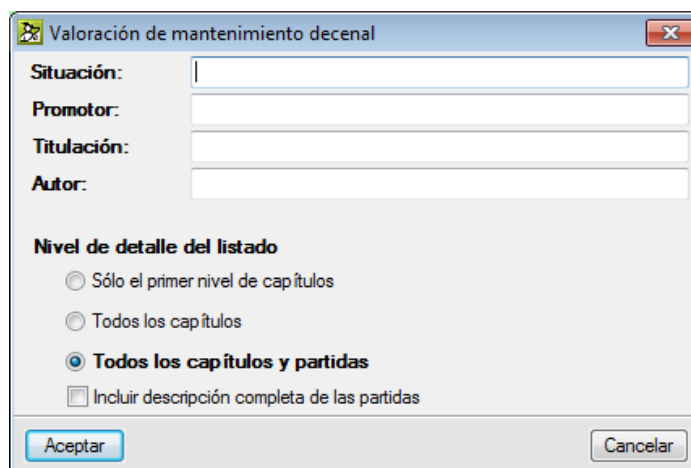 Valoración de mantenimiento decenal
Situación:
Promotor:
Titulación:
Autor:
Nivel de detalle del listado
Sólo el primer nivel de capítulos
Todos los capítulos
Todos los capítulos y partidas
Incluir descripción completa de las partidas
Aceptar Cancelar